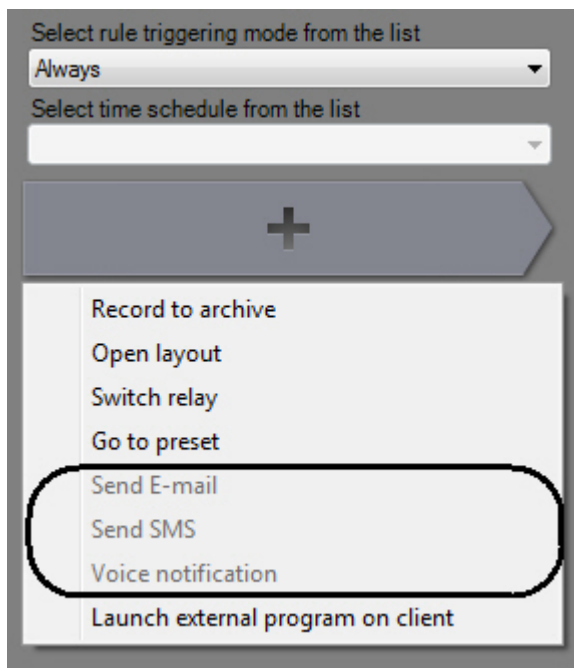 Select rule triggering mode from the list
Always
Select time schedule from the list
Record to archive
Open layout
Switch relay
Go to preset
Send E-mail
Send SMS
Voice notification
Launch external program on client